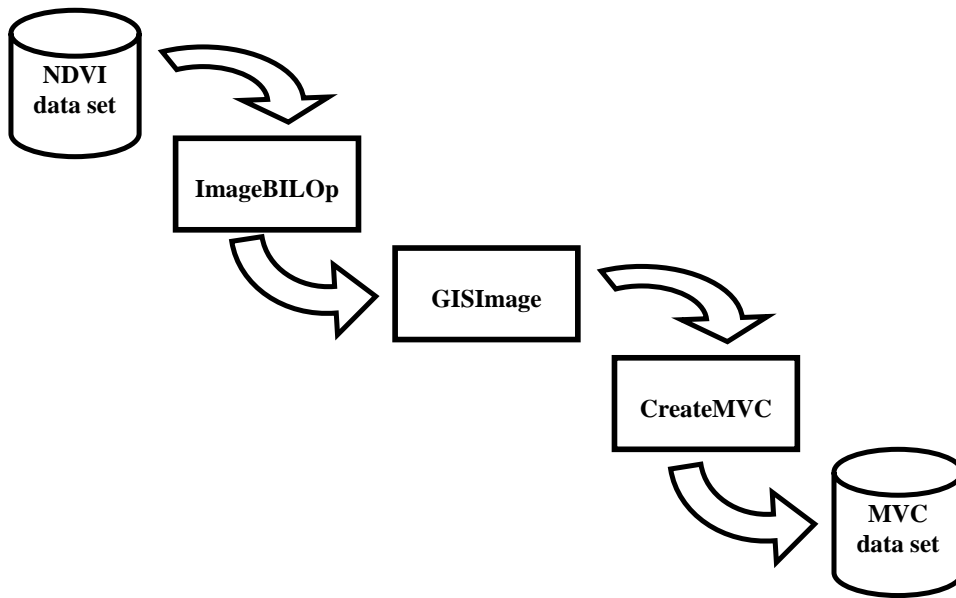 NDVI
data set
ImageBILOp
GISImage
CreateMVC
MVC
data set